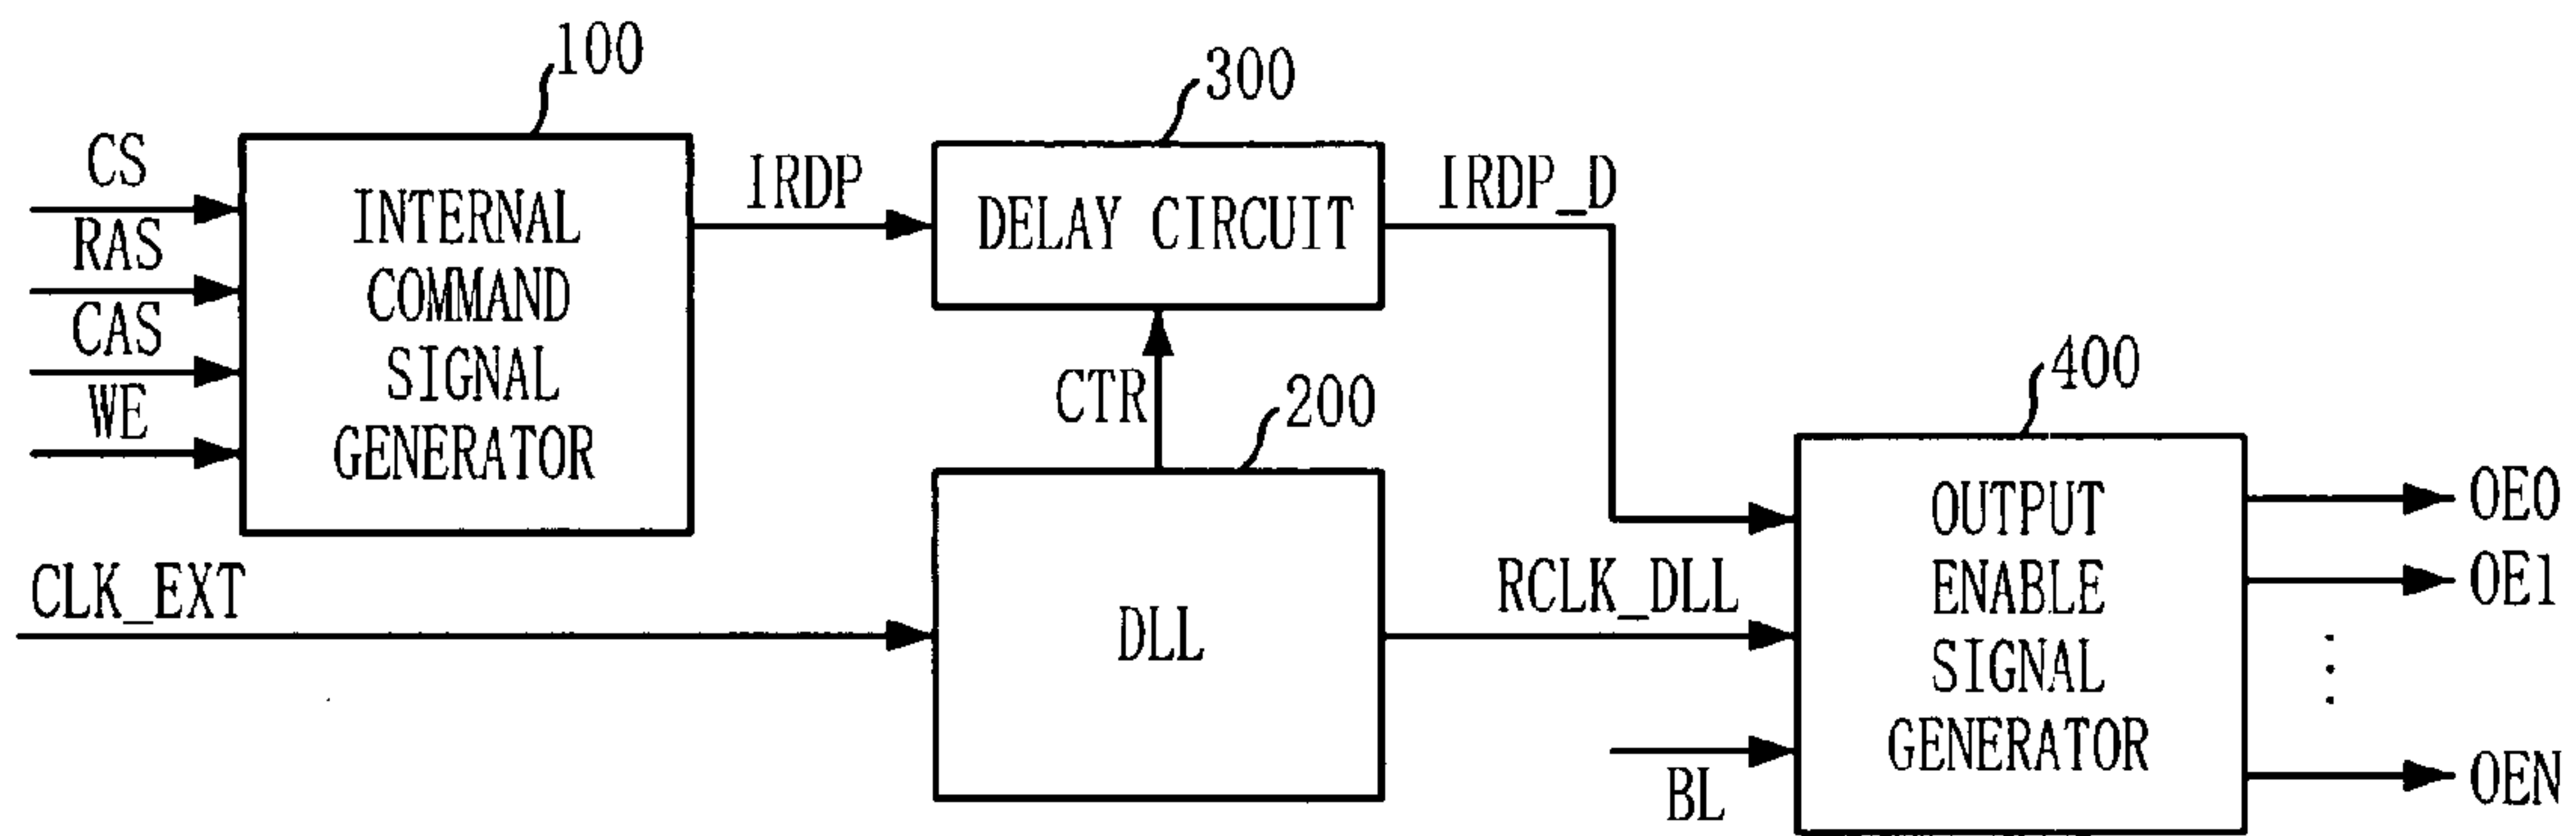 100
CS
RAS
CAS
WE
INTERNAL
COMMAND
SIGNAL
GENERATOR
IRDP
300
DELAY CIRCUIT
IRDP_D
CTR
200
CLK_EXT
DLL
RCLK_DLL
BL
400
OUTPUT
ENABLE
SIGNAL
GENERATOR
OE0
OE1
OEN